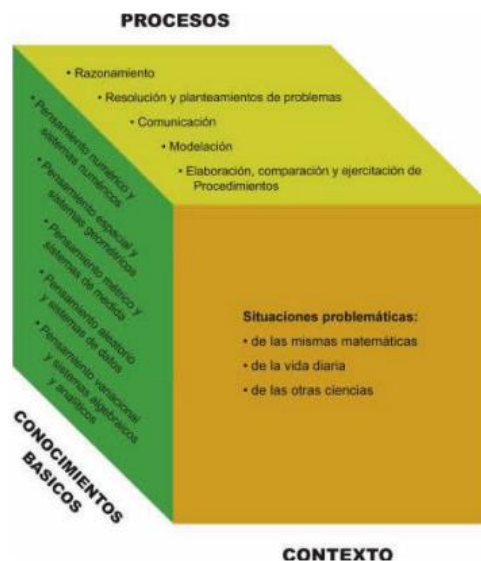 PROCESOS
• Razonamiento
• Resolución y planteamientos de problemas
• Comunicación
• Modelación
• Elaboración, comparación y ejercitación de
Procedimientos
• Pensamiento numérico y
sistemas numéricos
• Pensamiento espacial y
sistemas geométricos
• Pensamiento métrico y
sistemas de medida
• Pensamiento aleatorio
y sistemas de datos
• Pensamiento variacional
y sistemas algebraicos
y analíticos
Situaciones problemáticas:
• de las mismas matemáticas
• de la vida diaria
• de las otras ciencias
CONOCIMIENTOS
BASICOS
CONTEXTO